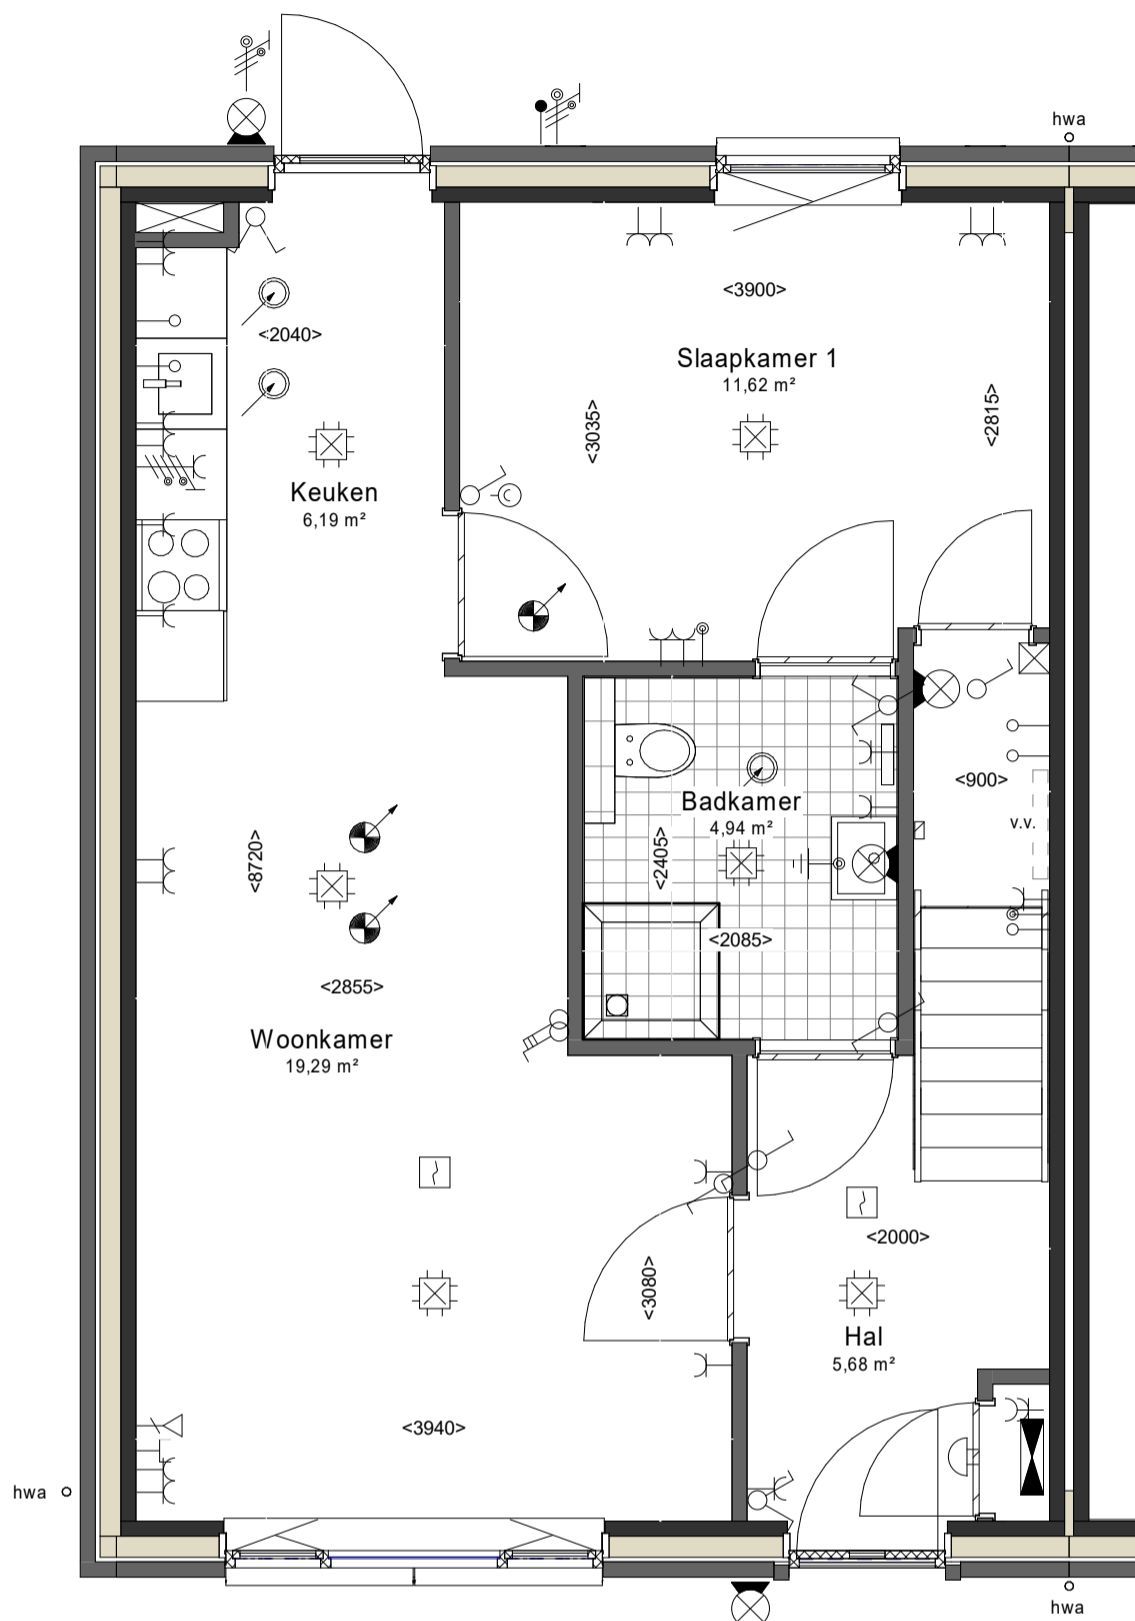 hwa
<3900>
<2040>
Slaapkamer 1
11,62 m²
<3035>
<2815>
Keuken
6,19 m²
<900>
Badkamer
4,94 m²
v.v.
<8720>
<2405>
<2085>
<2855>
Woonkamer
19,29 m²
<2000>
<3080>
Hal
5,68 m²
<3940>
hwa
hwa